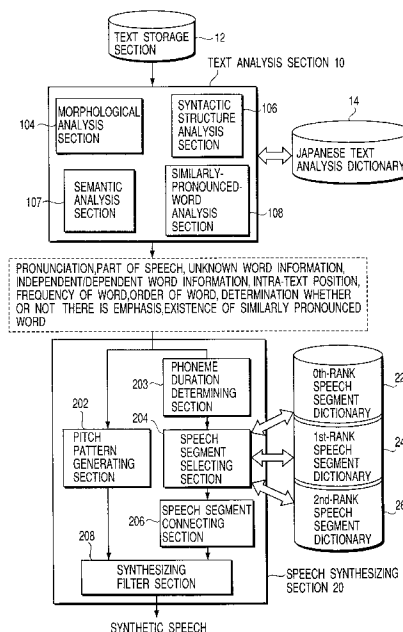 TEXT STORAGE
SECTION
12
TEXT ANALYSIS SECTION 10
104
MORPHOLOGICAL
ANALYSIS
SECTION
SYNTACTIC
STRUCTURE
ANALYSIS
SECTION
106
14
JAPANESE TEXT
ANALYSIS DICTIONARY
107
SEMANTIC
ANALYSIS
SECTION
SIMILARLY-
PRONOUNCED-
WORD
ANALYSIS
SECTION
108
PRONUNCIATION,PART OF SPEECH, UNKNOWN WORD INFORMATION,
INDEPENDENT/DEPENDENT WORD INFORMATION, INTRA-TEXT POSITION,
FREQUENCY OF WORD,ORDER OF WORD, DETERMINATION WHETHER
OR NOT THERE IS EMPHASIS,EXISTENCE OF SIMILARLY PRONOUNCED
WORD
203
PHONEME
DURATION
DETERMINING
SECTION
202
PITCH
PATTERN
GENERATING
SECTION
204
SPEECH
SEGMENT
SELECTING
SECTION
206
SPEECH SEGMENT
CONNECTING
SECTION
208
SYNTHESIZING
FILTER SECTION
0th-RANK
SPEECH
SEGMENT
DICTIONARY
22
1st-RANK
SPEECH
SEGMENT
DICTIONARY
24
2nd-RANK
SPEECH
SEGMENT
DICTIONARY
26
SPEECH SYNTHESIZING
SECTION 20
SYNTHETIC SPEECH